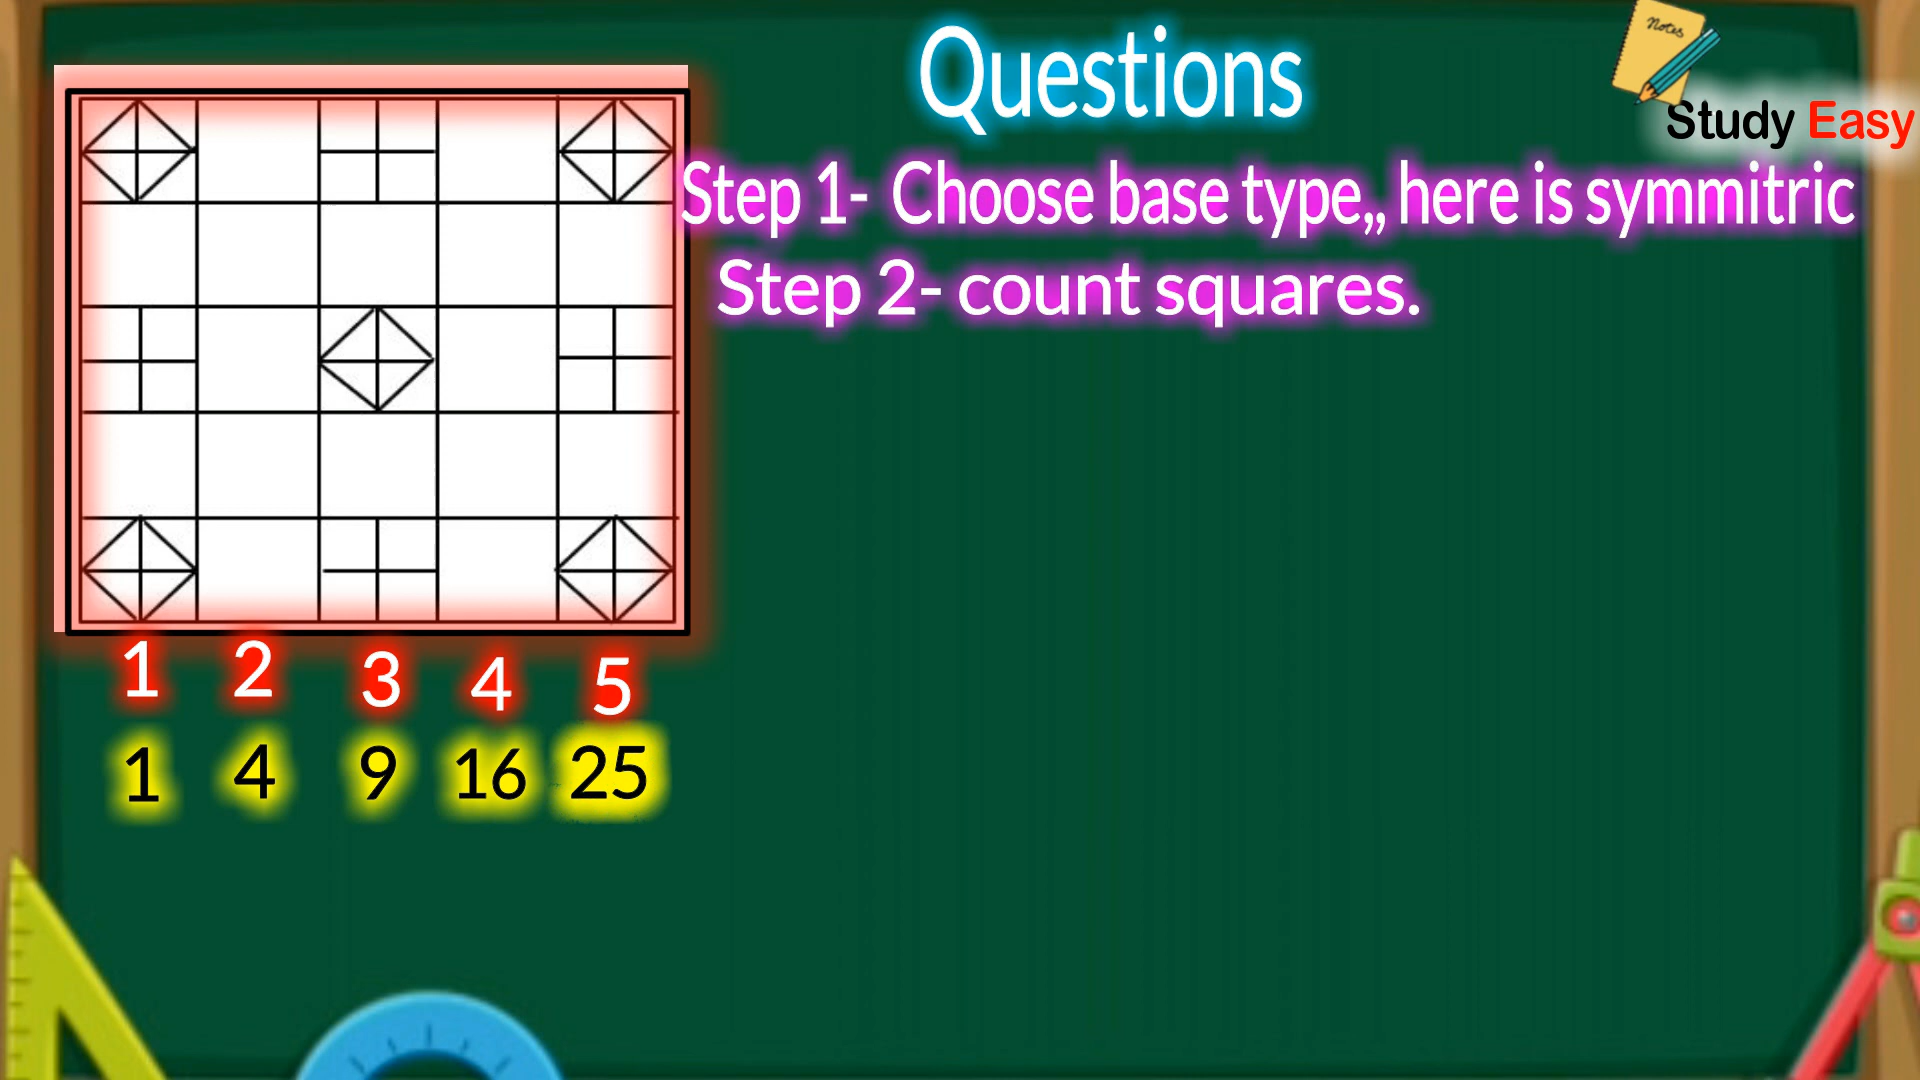 Questions
Notes
Study Easy
Step 1- Choose base type,, here is symmitric
Step 2- count squares.
1 2 3 4 5
1 4 9 16 25